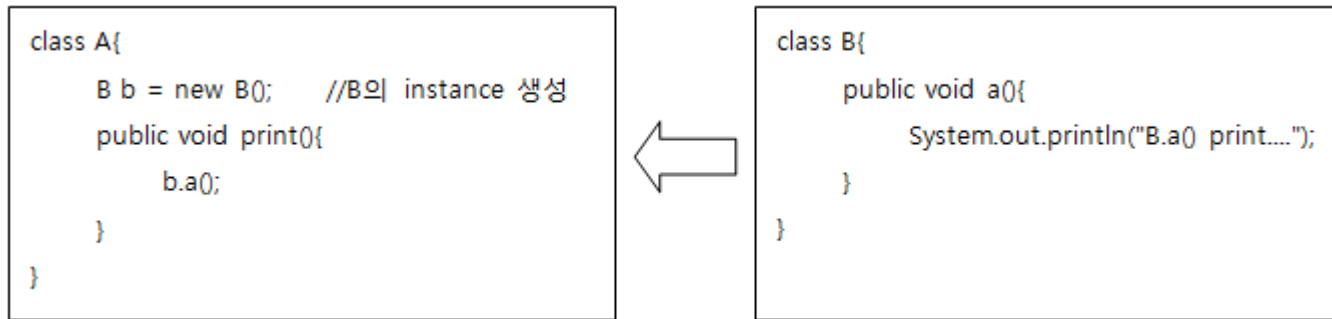 class A{
B b = new B();    //B의 instance 생성
public void print(){
b.a();
}
}
class B{
public void a(){
System.out.println("B.a() print....");
}
}